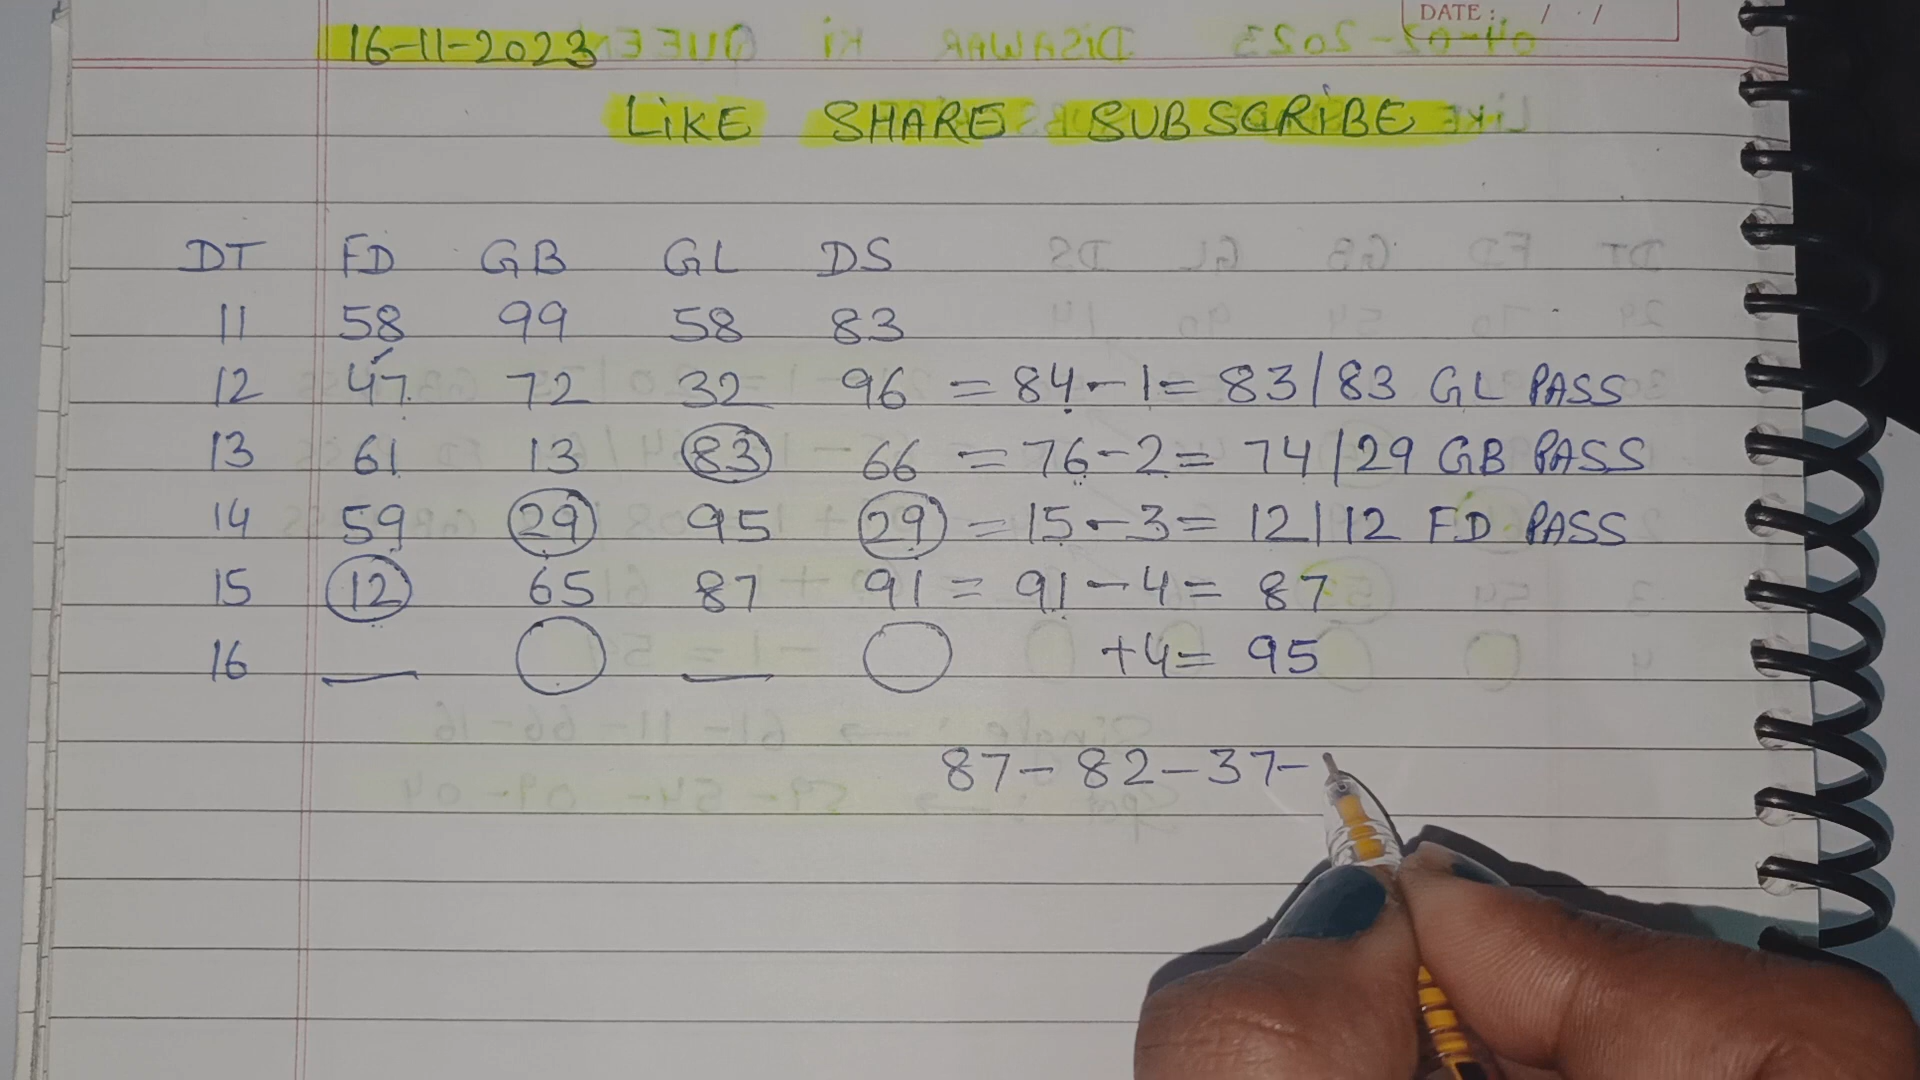 DATE: / /
16-11-2023
LiKE SHARE SUBSCRiBE
DT FD GB GL DS
11 58 99 58 83
12 47 72 32 96 = 84-1= 83/83 GL PASS
13 61 13 83 66 = 76-2= 74/29 GB PASS
14 59 29 95 29 = 15-3= 12/12 FD PASS
15 12 65 87 91 = 91-4= 87
16 +4= 95
87-82-37-